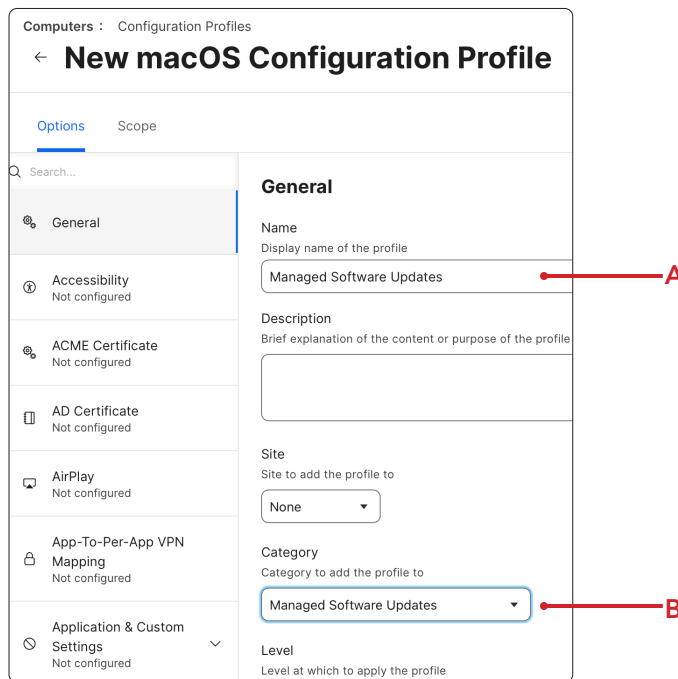 Computers : Configuration Profiles
← New macOS Configuration Profile
Options Scope
Search...
General
Accessibility
Not configured
ACME Certificate
Not configured
AD Certificate
Not configured
AirPlay
Not configured
App-To-Per-App VPN
Mapping
Not configured
Application & Custom
Settings
Not configured
General
Name
Display name of the profile
Managed Software Updates
A
Description
Brief explanation of the content or purpose of the profile
Site
Site to add the profile to
None
Category
Category to add the profile to
Managed Software Updates
B
Level
Level at which to apply the profile